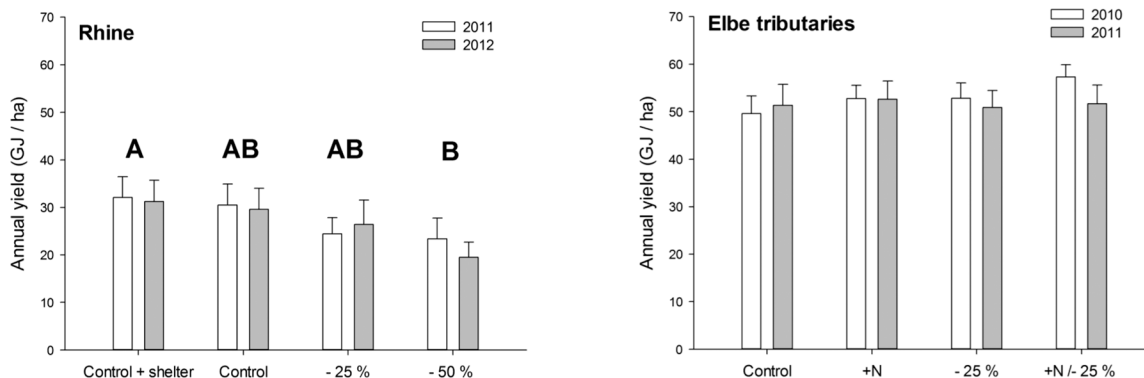 Rhine
2011
2012
Annual yield (GJ / ha)
70
60
50
40
30
20
10
0
A
AB
AB
B
Control + shelter
Control
- 25 %
- 50 %
Elbe tributaries
2010
2011
Annual yield (GJ / ha)
70
60
50
40
30
20
10
0
Control
+N
- 25 %
+N /- 25 %